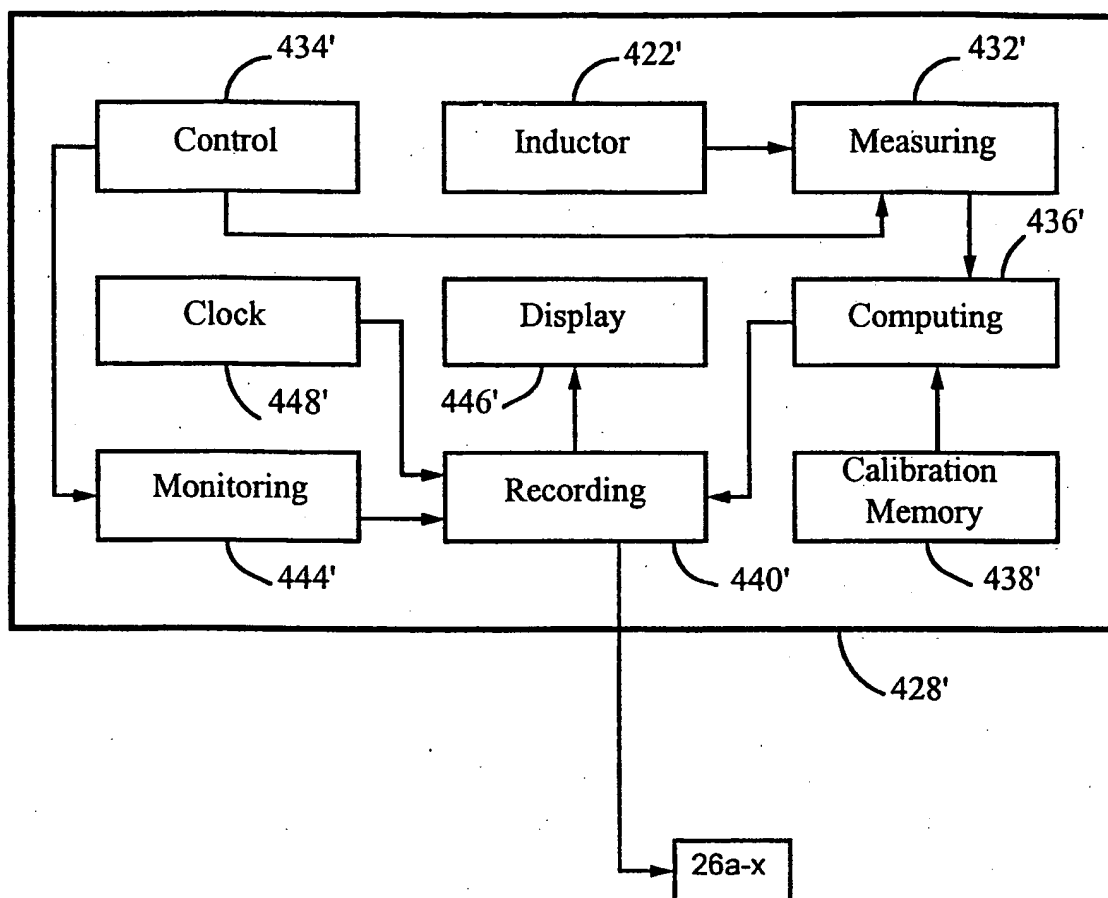 434'
422'
432'
Control
Inductor
Measuring
436'
Clock
Display
Computing
448'
446'
Monitoring
Recording
Calibration
Memory
444'
440'
438'
428'
26a-x